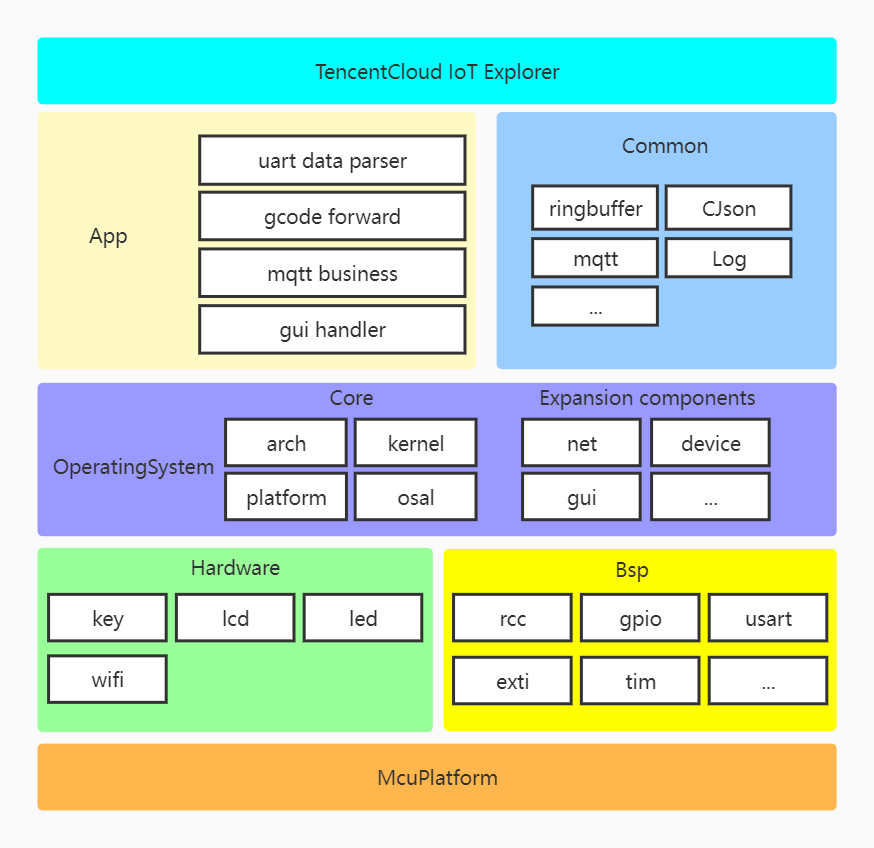 TencentCloud IoT Explorer
App
uart data parser
gcode forward
mqtt business
gui handler
Common
ringbuffer
CJson
mqtt
Log
...
OperatingSystem
Core
arch
kernel
platform
osal
Expansion components
net
device
gui
...
Hardware
key
lcd
led
wifi
Bsp
rcc
gpio
usart
exti
tim
...
McuPlatform